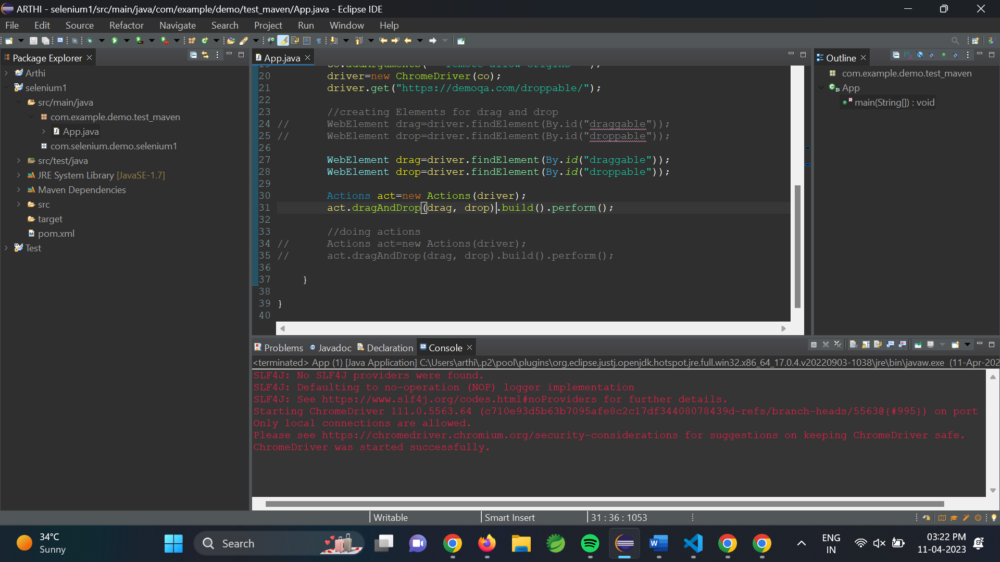 ARTHI - selenium1/src/main/java/com/example/demo/test_maven/App.java - Eclipse IDE
File Edit Source Refactor Navigate Search Project Run Window Help
Package Explorer
Arthi
selenium1
src/main/java
com.example.demo.test_maven
App.java
com.selenium.demo.selenium1
src/test/java
JRE System Library [JavaSE-1.7]
Maven Dependencies
src
target
pom.xml
Test
App.java
20 driver=new ChromeDriver(co);
21 driver.get("https://demoqa.com/droppable/");
22
23 //creating Elements for drag and drop
24 // WebElement drag=driver.findElement(By.id("draggable"));
25 // WebElement drop=driver.findElement(By.id("droppable"));
26
27 WebElement drag=driver.findElement(By.id("draggable"));
28 WebElement drop=driver.findElement(By.id("droppable"));
29
30 Actions act=new Actions(driver);
31 act.dragAndDrop(drag, drop).build().perform();
32
33 //doing actions
34 // Actions act=new Actions(driver);
35 // act.dragAndDrop(drag, drop).build().perform();
36
37 }
38
39 }
40
Outline
com.example.demo.test_maven
App
main(String[]) : void
Problems Javadoc Declaration Console
<terminated> App (1) [Java Application] C:\Users\arthi\.p2\pool\plugins\org.eclipse.justj.openjdk.hotspot.jre.full.win32.x86_64_17.0.4.v20220903-1038\jre\bin\javaw.exe (11-Apr-202
SLF4J: No SLF4J providers were found.
SLF4J: Defaulting to no-operation (NOP) logger implementation
SLF4J: See https://www.slf4j.org/codes.html#noProviders for further details.
Starting ChromeDriver 111.0.5563.64 (c710e93d5b63b7095afe8c2c17df34408078439d-refs/branch-heads/5563@{#995}) on port
Only local connections are allowed.
Please see https://chromedriver.chromium.org/security-considerations for suggestions on keeping ChromeDriver safe.
ChromeDriver was started successfully.
Writable Smart Insert 31 : 36 : 1053
34°C
Sunny
Search
ENG
IN
03:22 PM
11-04-2023